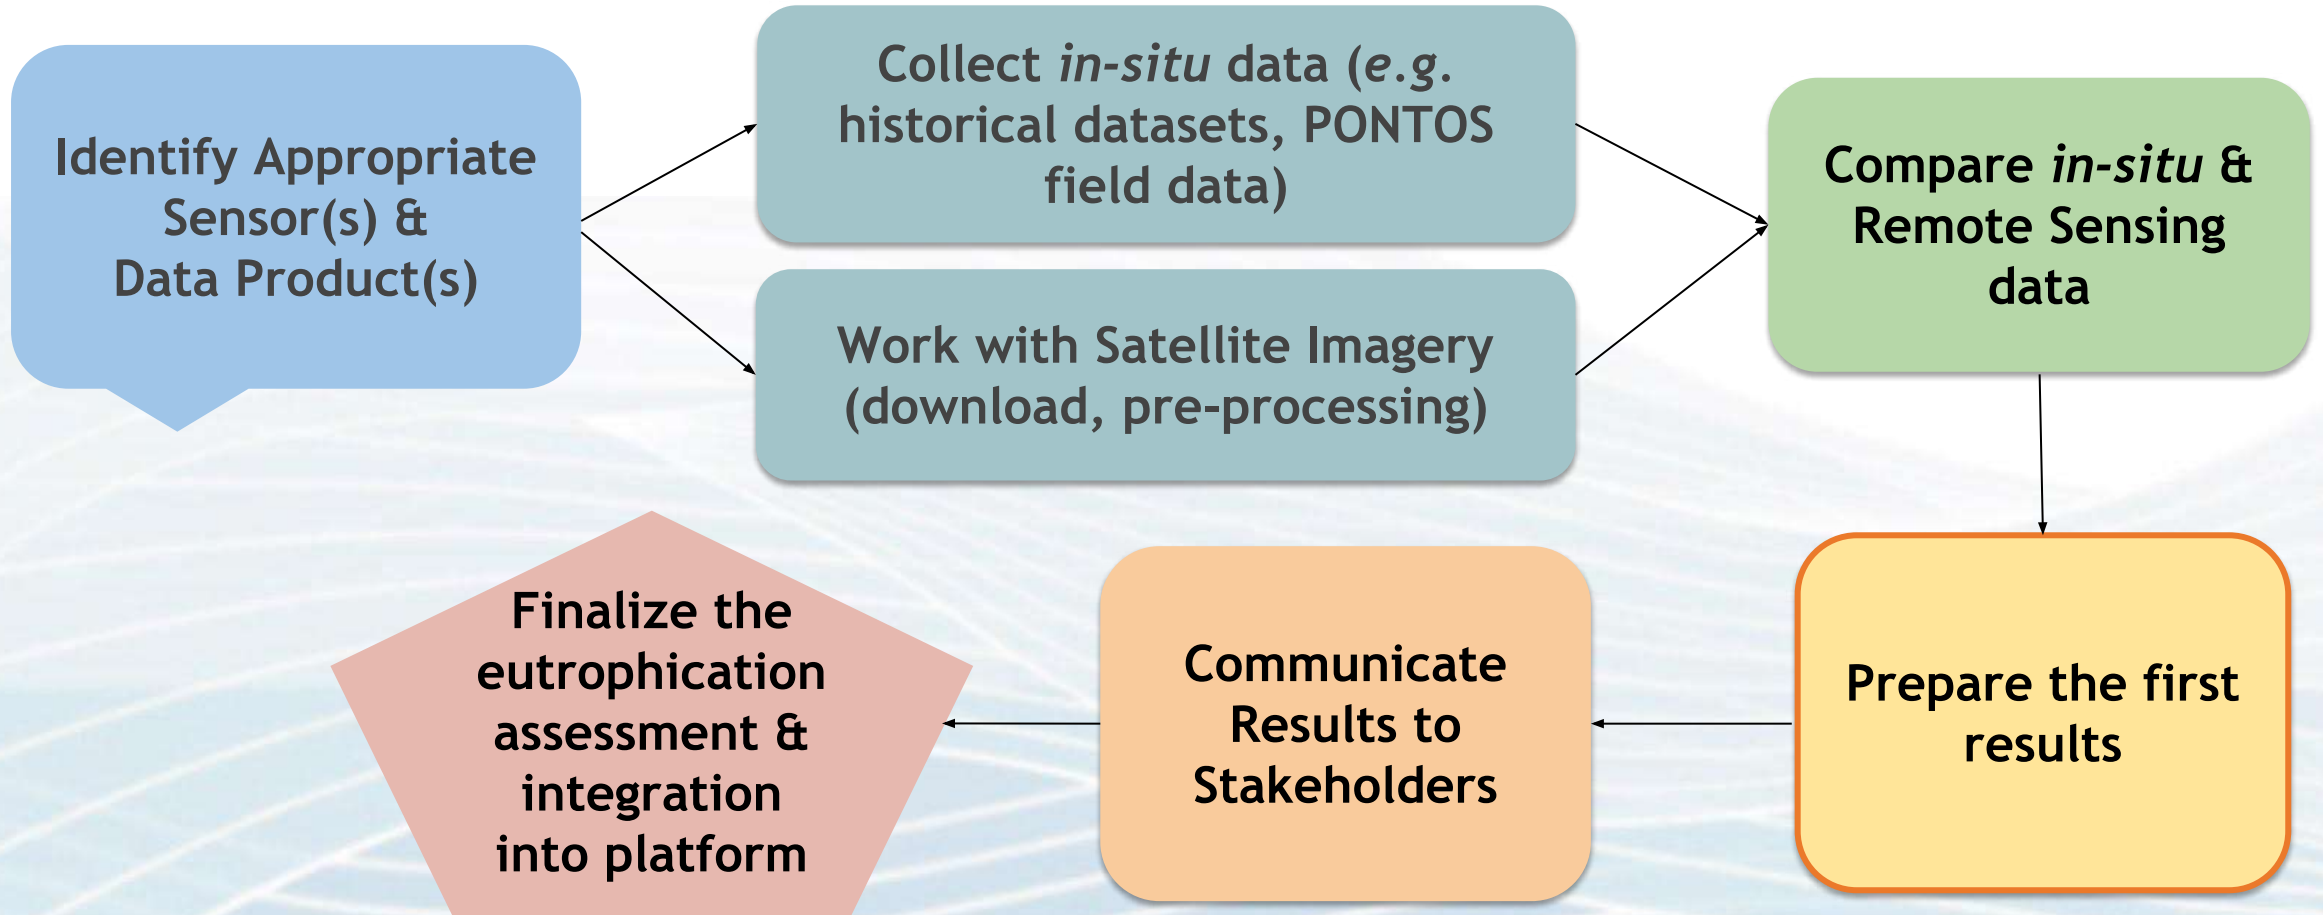 Identify Appropriate
Sensor(s) &
Data Product(s)
Collect in-situ data (e.g.
historical datasets, PONTOS
field data)
Work with Satellite Imagery
(download, pre-processing)
Compare in-situ &
Remote Sensing
data
Prepare the first
results
Communicate
Results to
Stakeholders
Finalize the
eutrophication
assessment &
integration
into platform